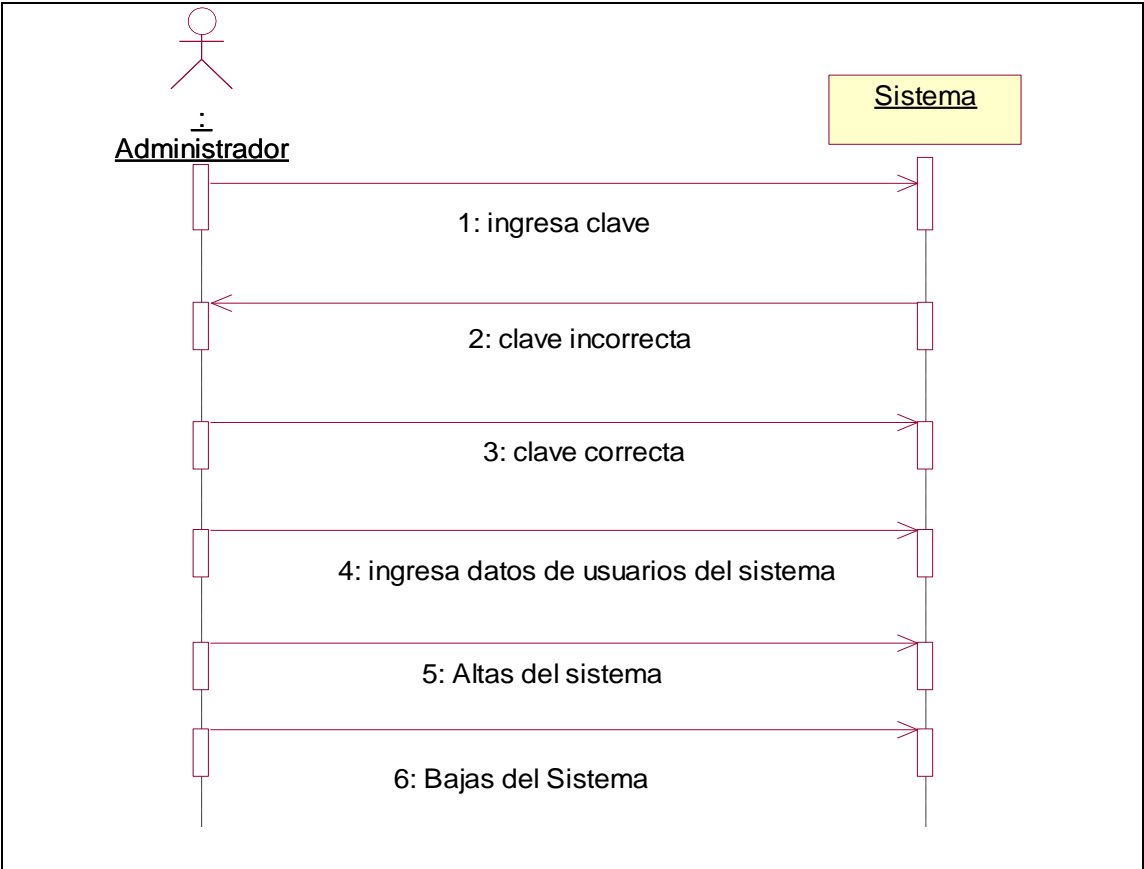 Sistema
:
Administrador
1: ingresa clave
2: clave incorrecta
3: clave correcta
4: ingresa datos de usuarios del sistema
5: Altas del sistema
6: Bajas del Sistema